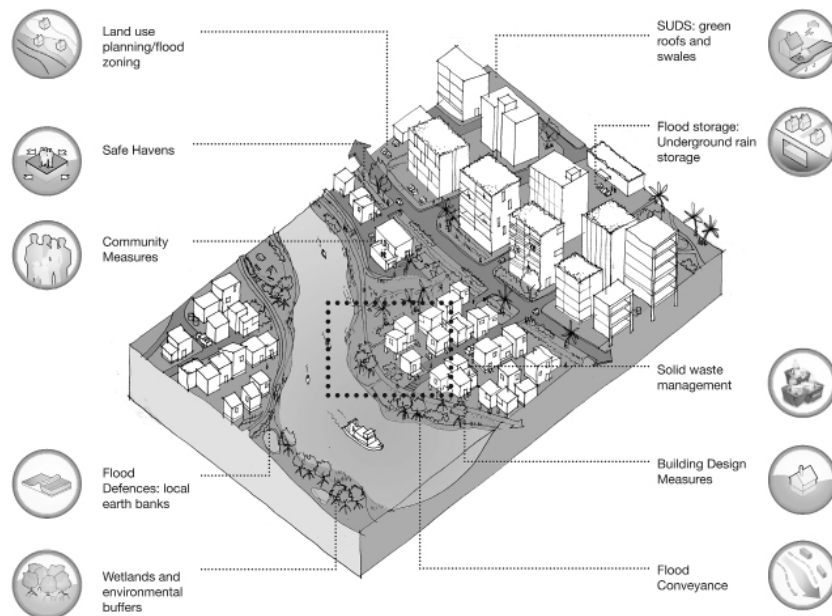 Land use
planning/flood
zoning
Safe Havens
Community
Measures
Flood
Defences: local
earth banks
Wetlands and
environmental
buffers
SUDS: green
roofs and
swales
Flood storage:
Underground rain
storage
Solid waste
management
Building Design
Measures
Flood
Conveyance